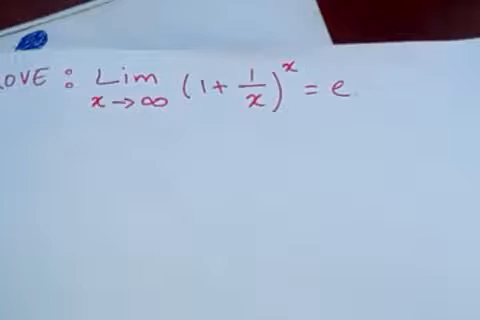 OVE : Lim x→∞ (1 + 1/x)^x = e